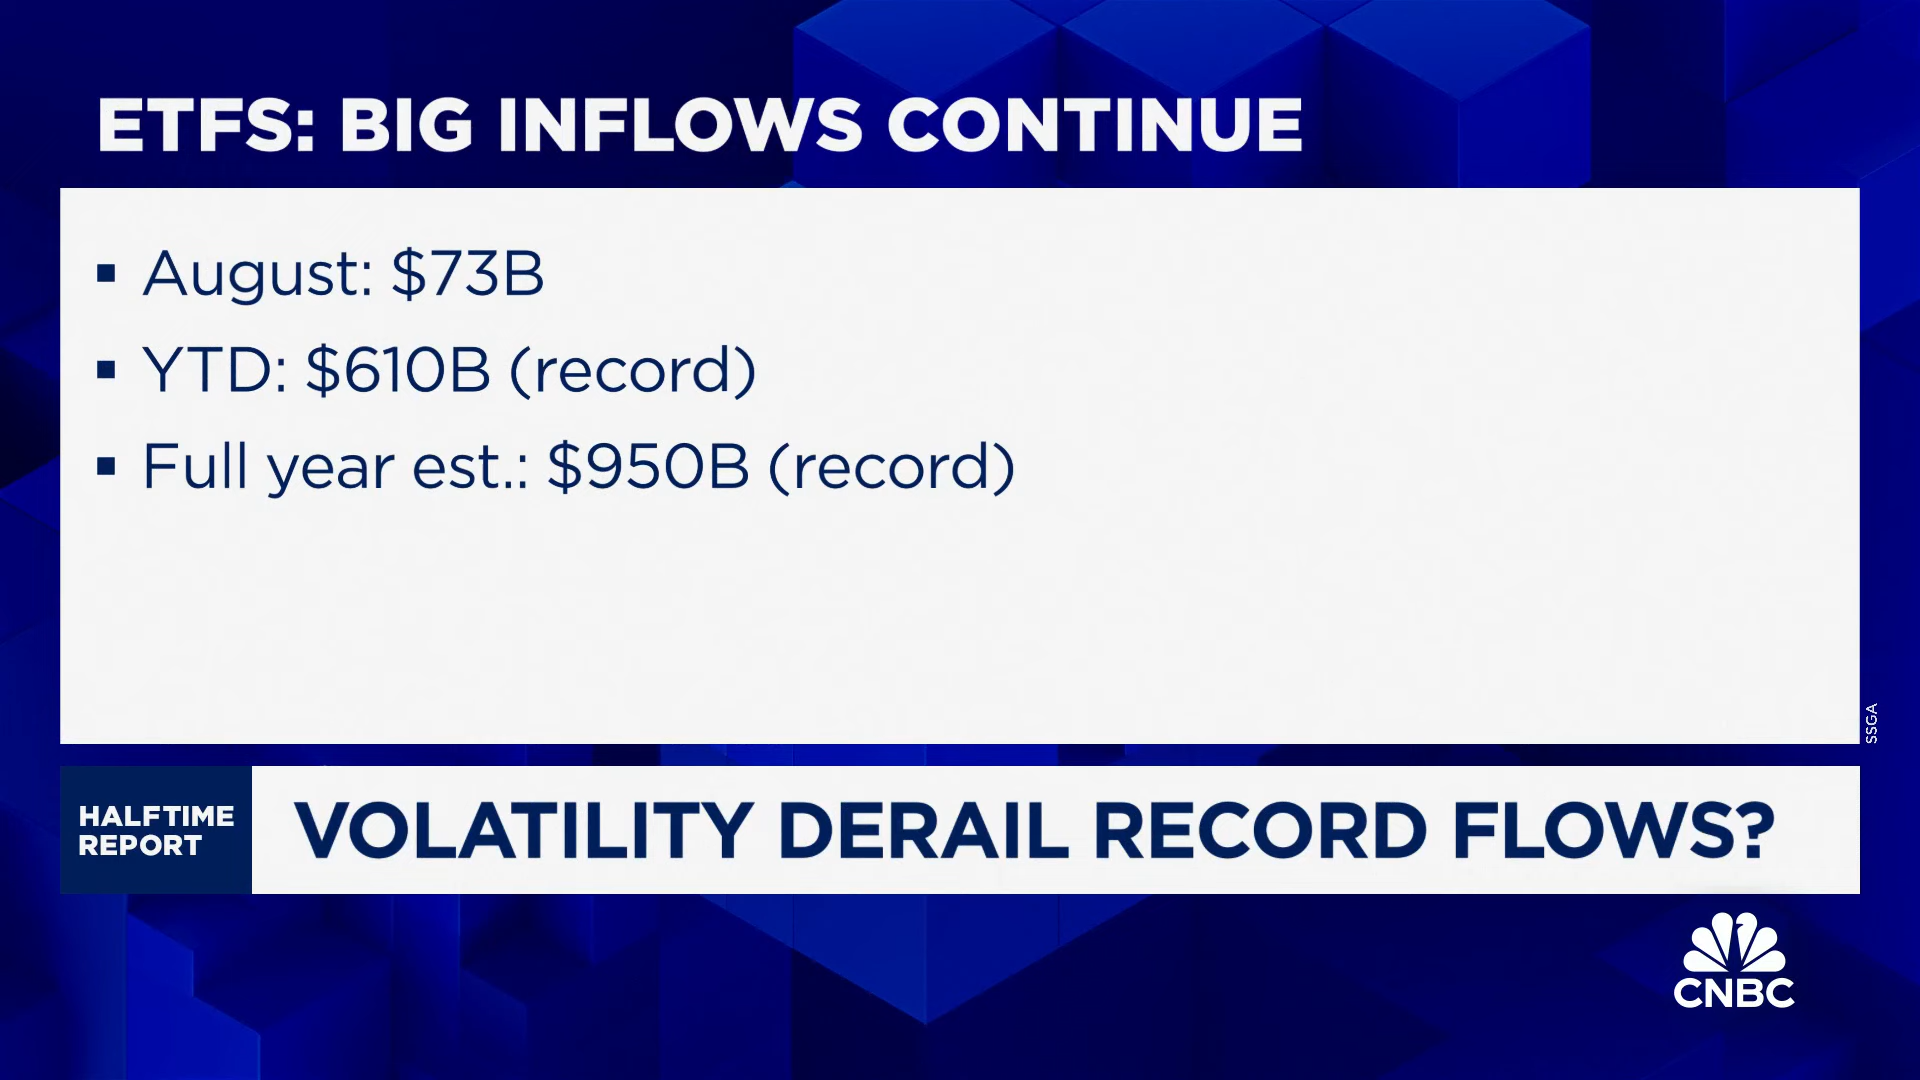 ETFS: BIG INFLOWS CONTINUE
▪ August: $73B
▪ YTD: $610B (record)
▪ Full year est.: $950B (record)
SSGA
HALFTIME
REPORT
VOLATILITY DERAIL RECORD FLOWS?
CNBC